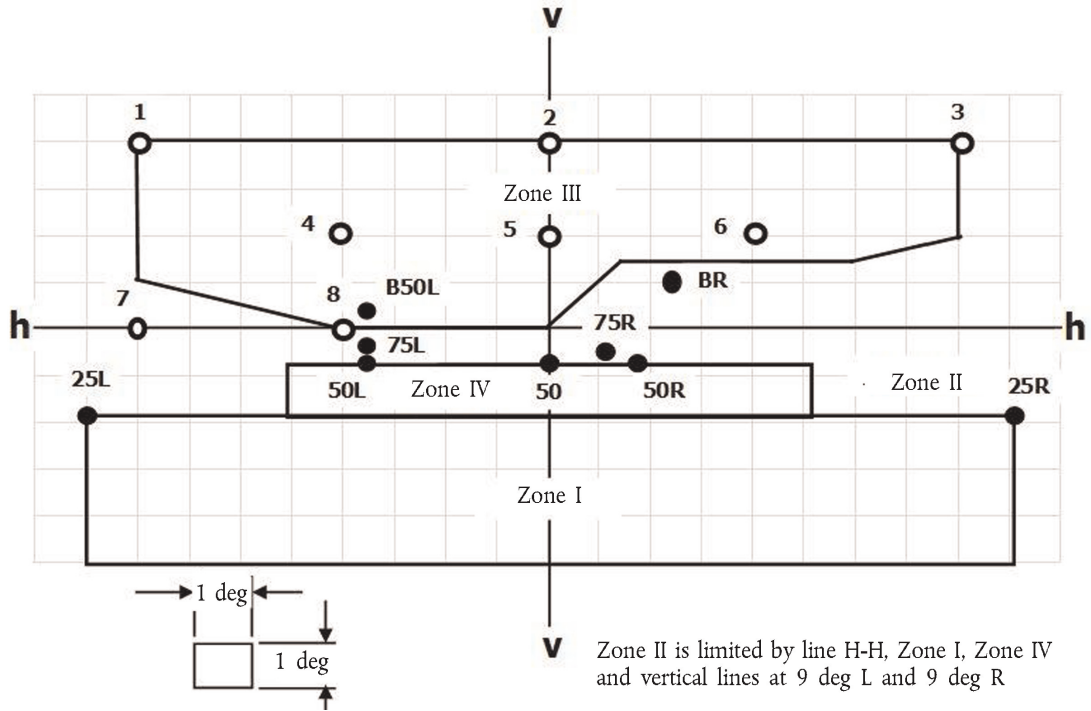 v
1
2
3
Zone III
4
5
6
B50L
BR
7
8
h
75R
h
75L
25L
50L
Zone IV
50
50R
Zone II
25R
Zone I
1 deg
1 deg
v
Zone II is limited by line H-H, Zone I, Zone IV
and vertical lines at 9 deg L and 9 deg R